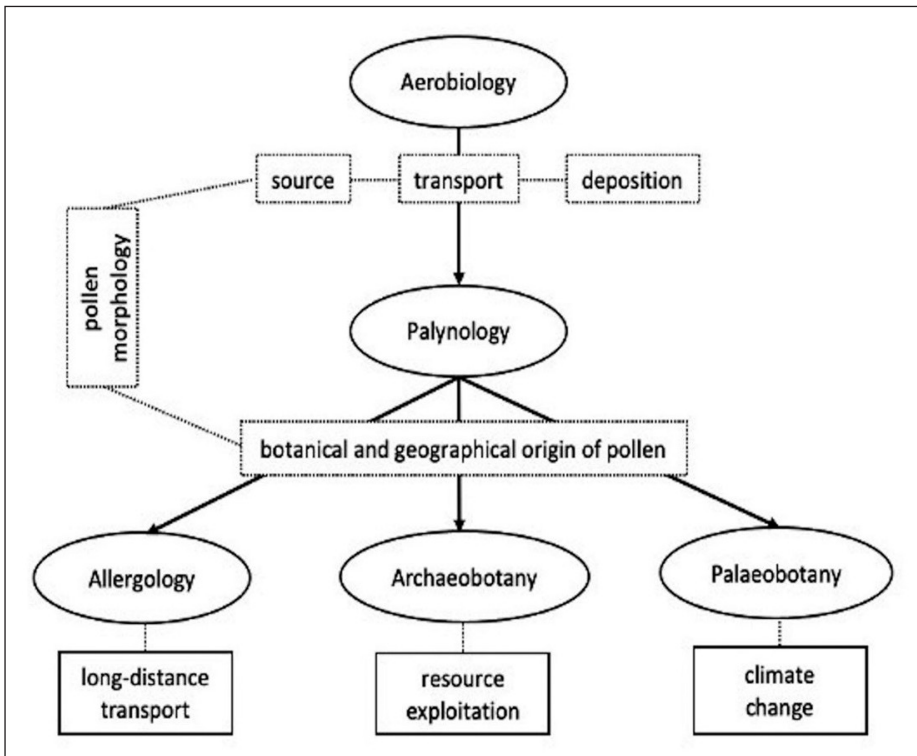 Aerobiology
source
transport
deposition
pollen
morphology
Palynology
botanical and geographical origin of pollen
Allergology
Archaeobotany
Palaeobotany
long-distance
transport
resource
exploitation
climate
change